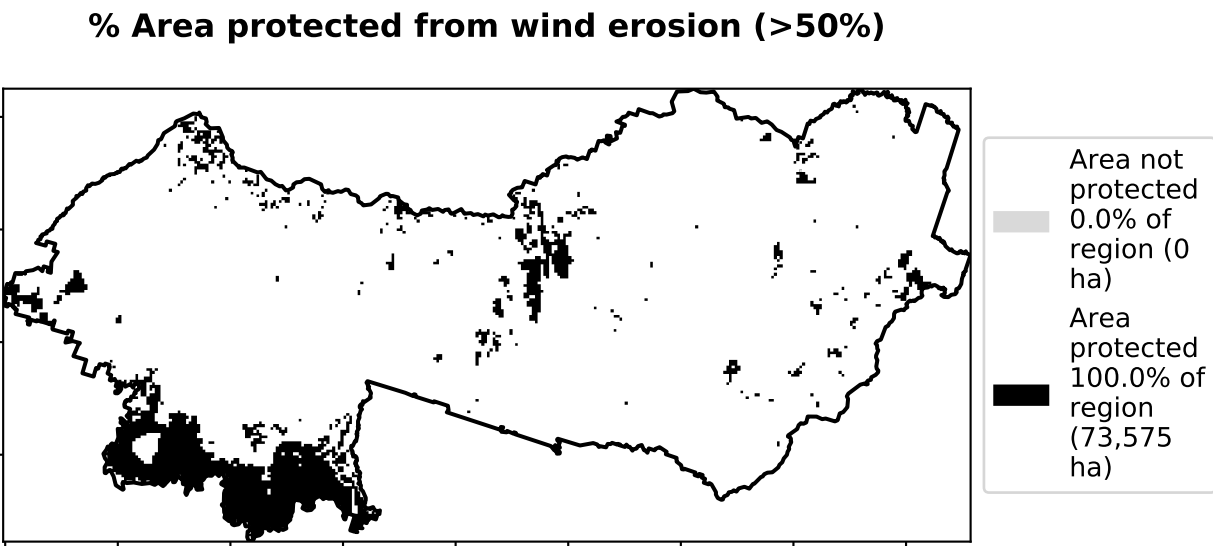 % Area protected from wind erosion (>50%)
Area not
protected
0.0% of
region (0
ha)
Area
protected
100.0% of
region
(73,575
ha)